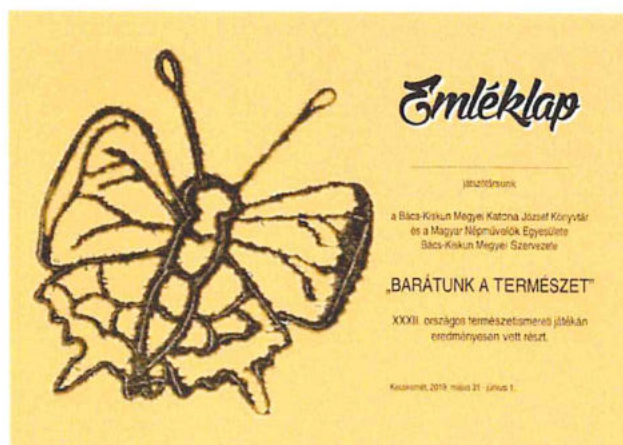 Emléklap
játszótársunk
a Bács-Kiskun Megyei Katona József Könyvtár
és a Magyar Népművelők Egyesülete
Bács-Kiskun Megyei Szervezete
„BARÁTUNK A TERMÉSZET”
XXXII. országos természetismereti játékán
eredményesen vett részt.
Kecskemét, 2019. május 31 - június 1.